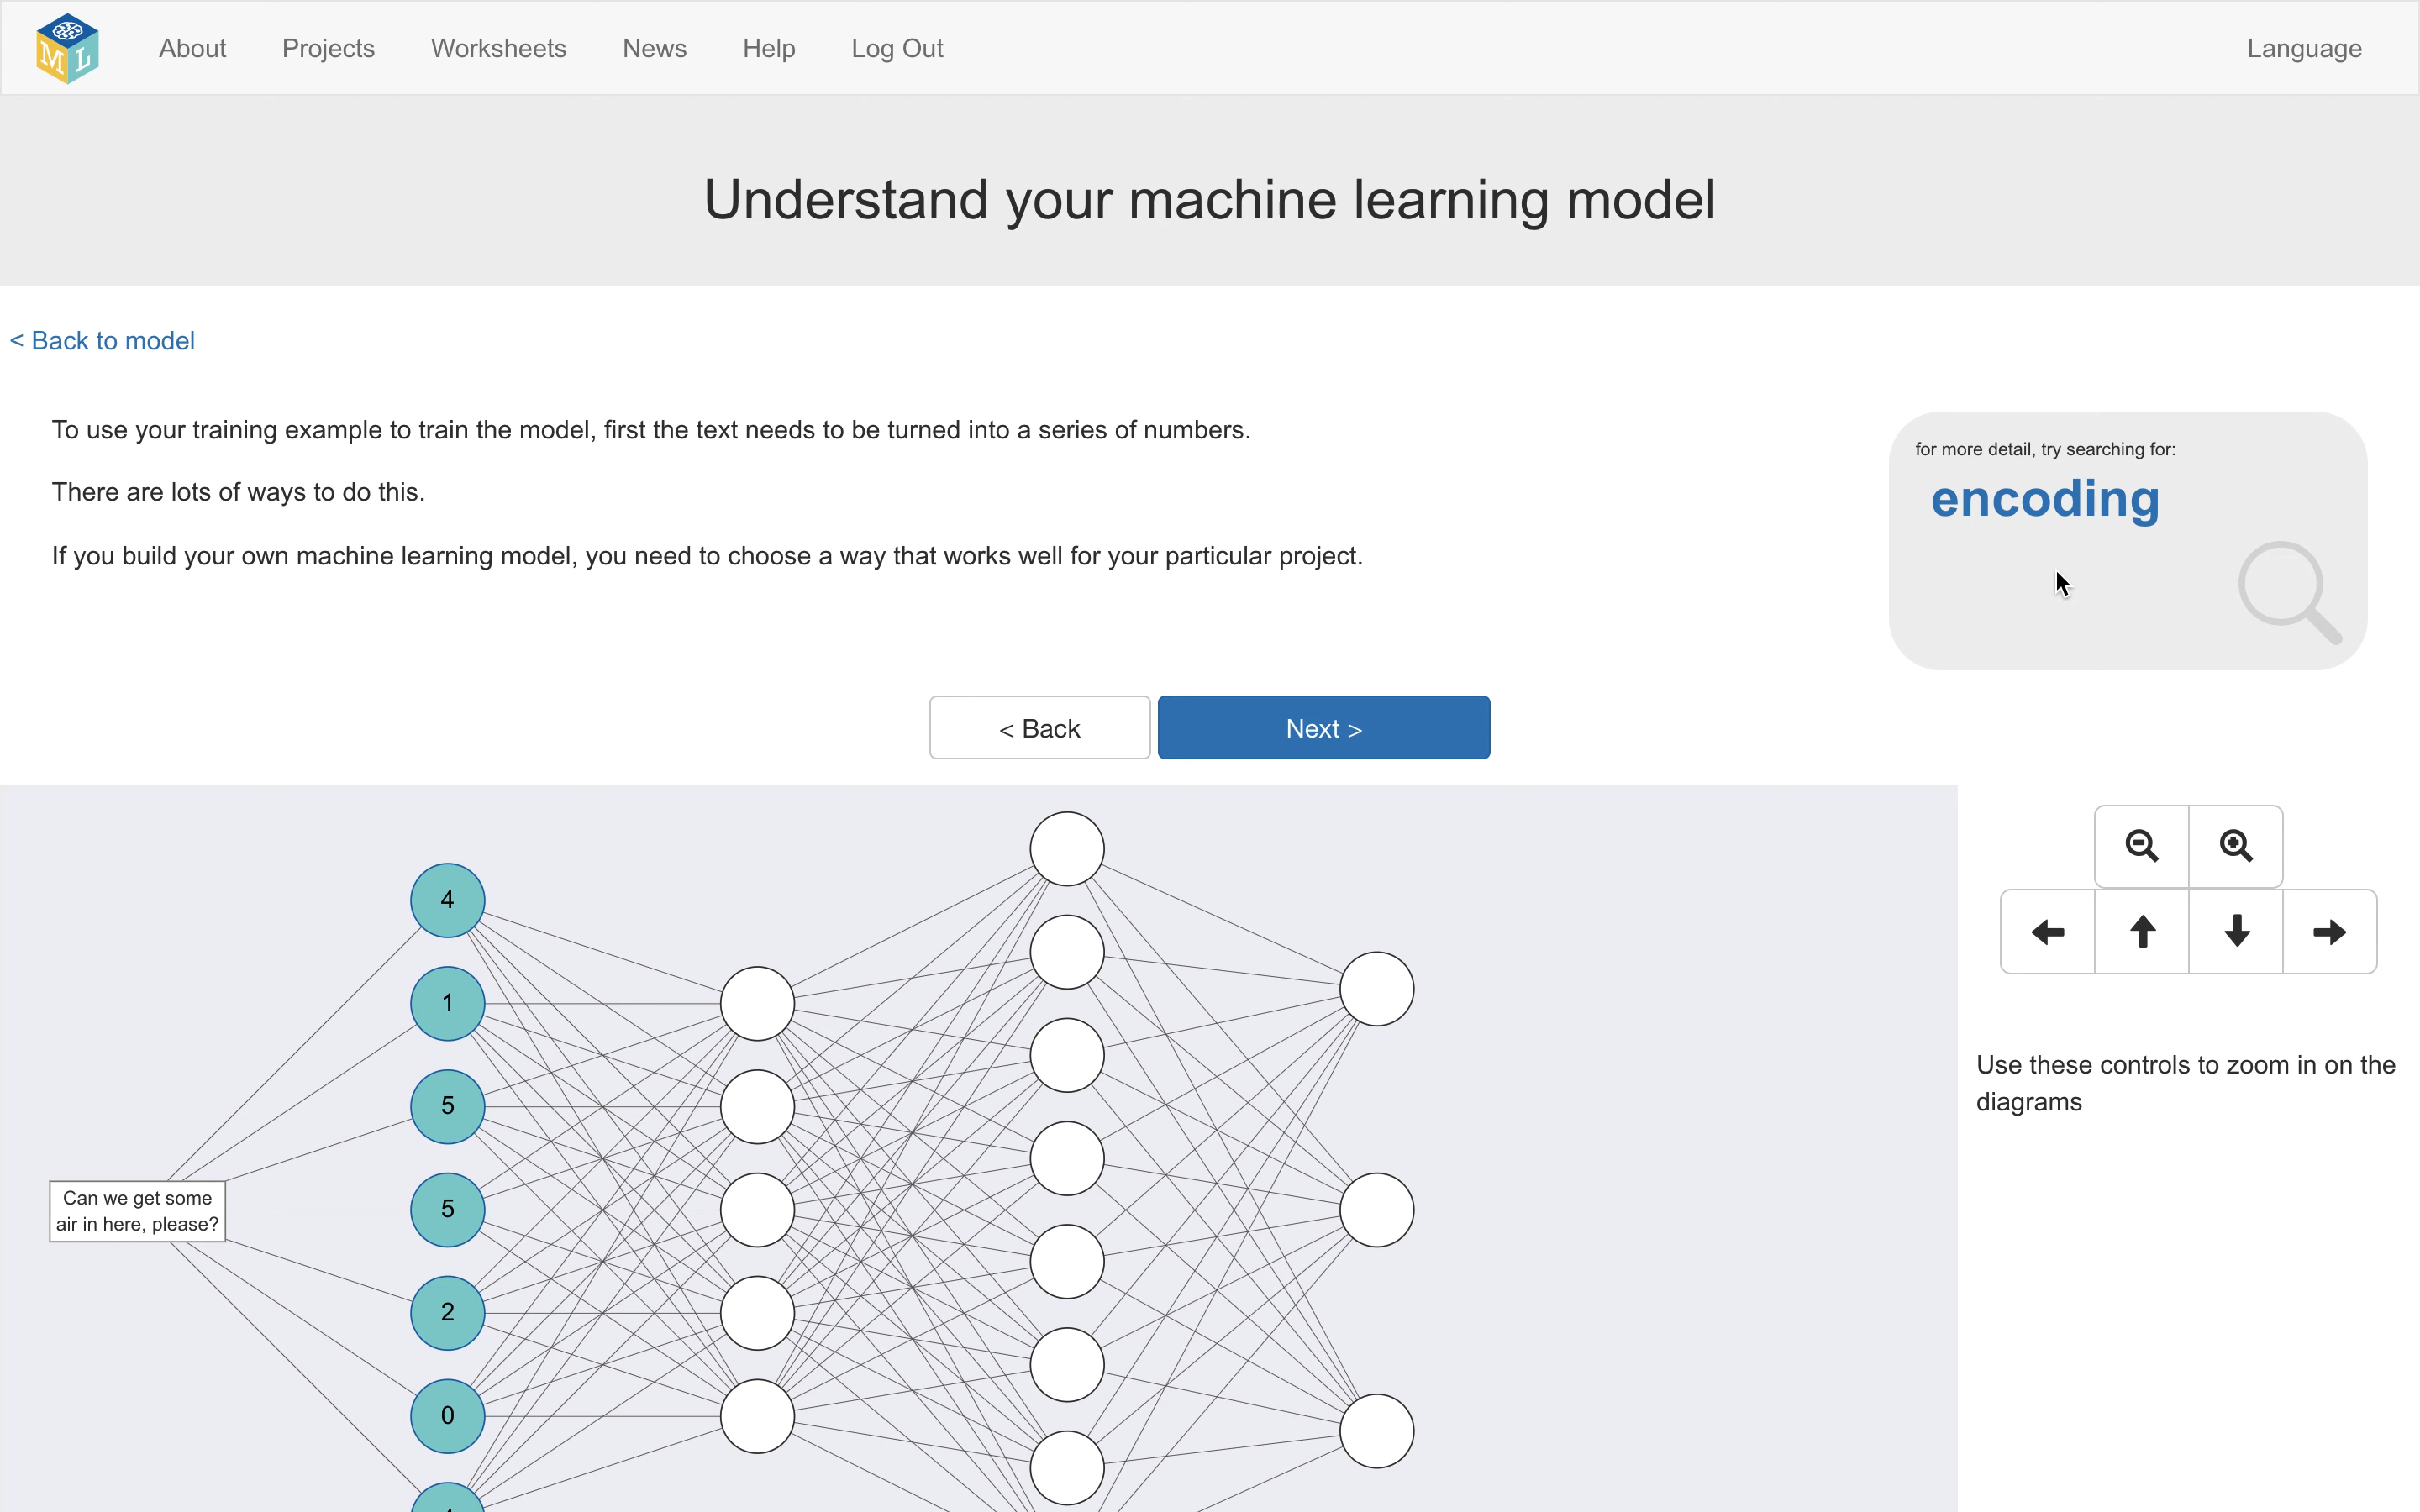 ML
About
Projects
Worksheets
News
Help
Log Out
Language
Understand your machine learning model
< Back to model
To use your training example to train the model, first the text needs to be turned into a series of numbers.
There are lots of ways to do this.
If you build your own machine learning model, you need to choose a way that works well for your particular project.
for more detail, try searching for:
encoding
< Back
Next >
4
1
5
5
2
0
Can we get some
air in here, please?
Use these controls to zoom in on the
diagrams